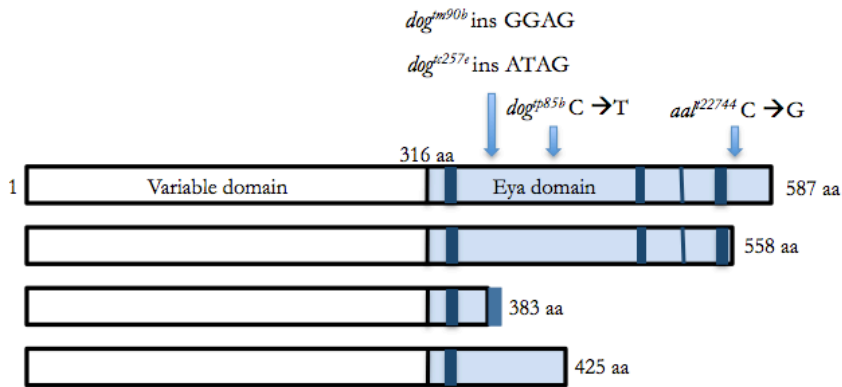 dog^tm90b ins GGAG
dog^tc257e ins ATAG
dog^tp85b C → T
aal^t22744 C → G
316 aa
1
Variable domain
Eya domain
587 aa
558 aa
383 aa
425 aa